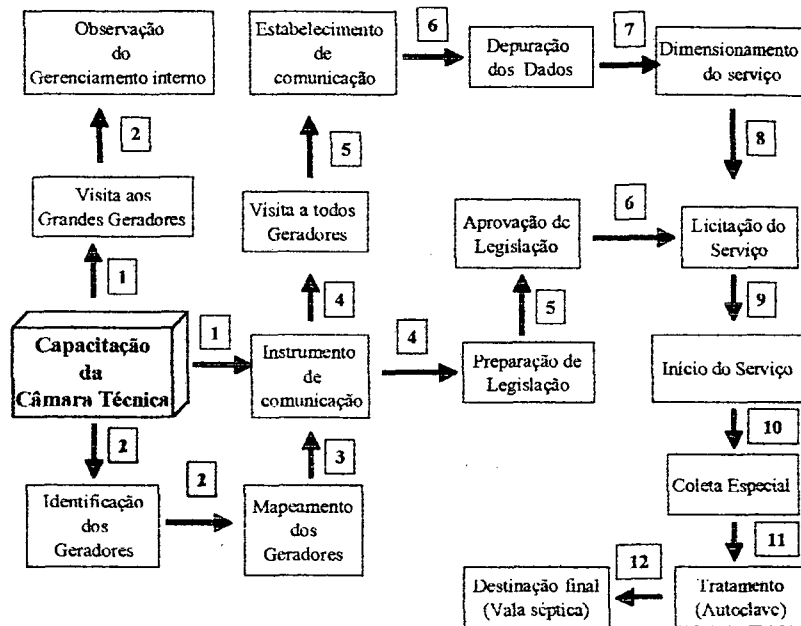 Observação
do
Gerenciamento interno
Estabelecimento
de
comunicação
6
Depuração
dos Dados
7
Dimensionamento
do serviço
2
5
8
Visita aos
Grandes Geradores
Visita a todos
Geradores
Aprovação de
Legislação
6
Licitação do
Serviço
1
4
5
9
Capacitação
da
Câmara Técnica
1
Instrumento
de
comunicação
4
Preparação de
Legislação
Início do Serviço
2
3
10
Identificação
dos
Geradores
2
Mapeamento
dos
Geradores
Coleta Especial
11
Destinação final
(Vala séptica)
12
Tratamento
(Autoclave)